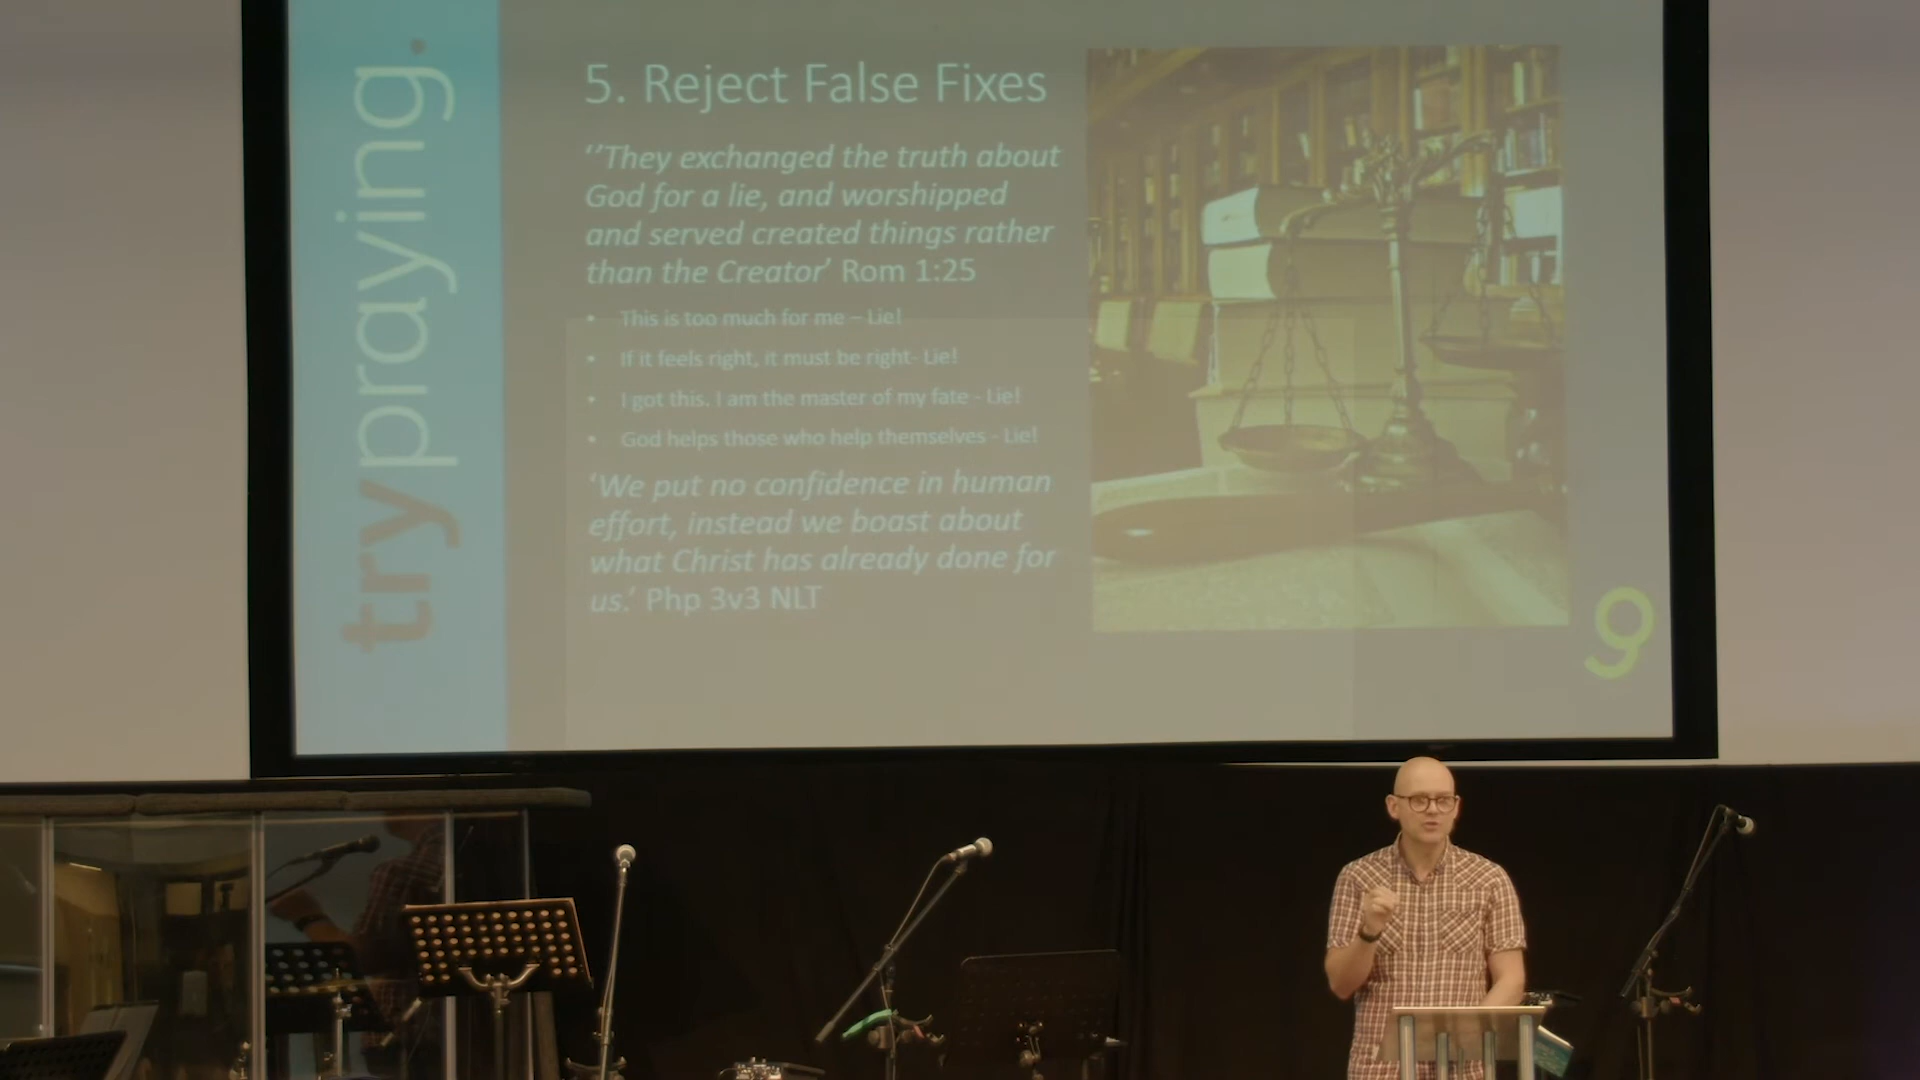 trypraying.
5. Reject False Fixes
‘’They exchanged the truth about
God for a lie, and worshipped
and served created things rather
than the Creator’ Rom 1:25
• This is too much for me – Lie!
• If it feels right, it must be right- Lie!
• I got this. I am the master of my fate - Lie!
• God helps those who help themselves - Lie!
‘We put no confidence in human
effort, instead we boast about
what Christ has already done for
us.’ Php 3v3 NLT
9